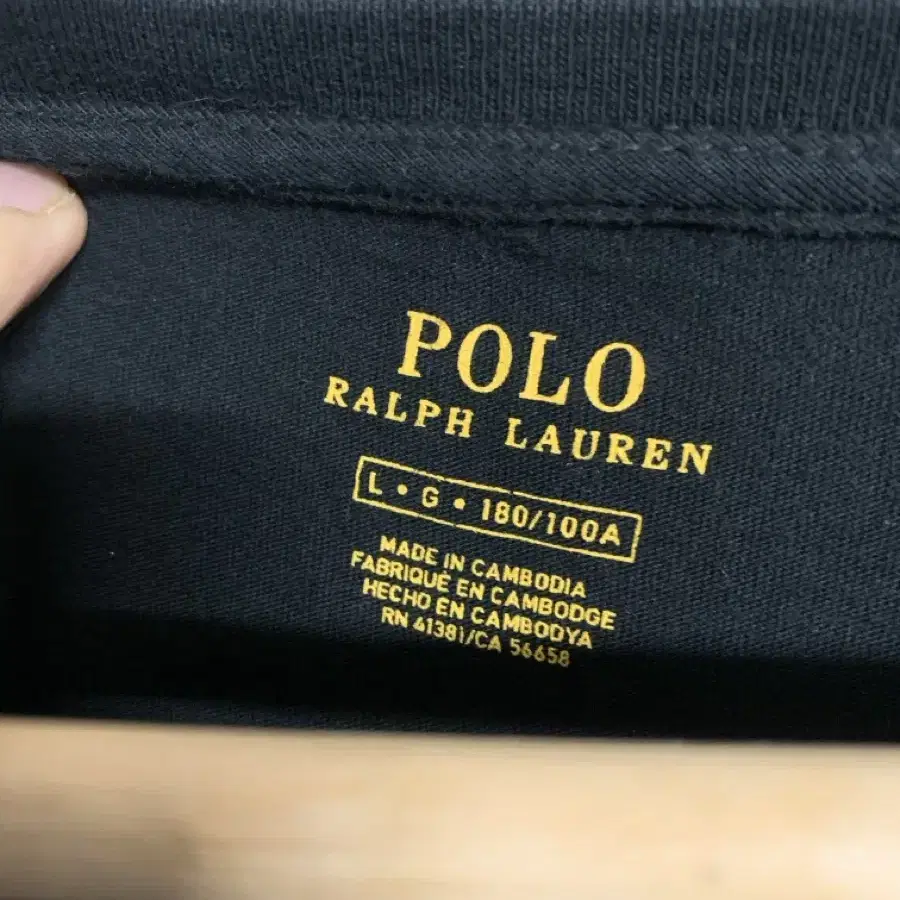 POLO
RALPH LAUREN
L • G • 180/100A
MADE IN CAMBODIA
FABRIQUÉ EN CAMBODGE
HECHO EN CAMBODYA
RN 41381/CA 56658